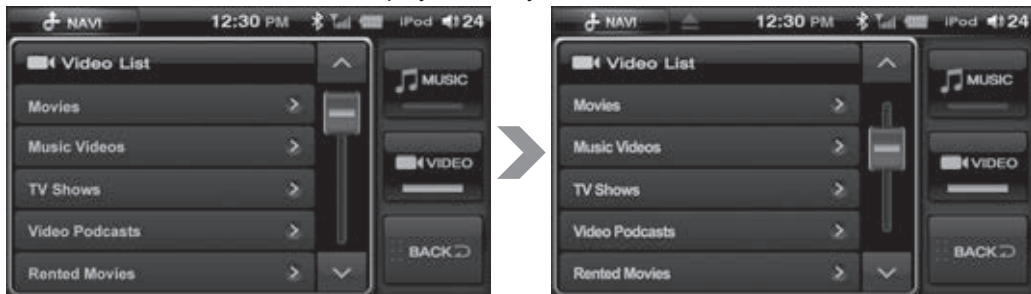 NAVI 12:30 PM iPod 24
Video List
MUSIC
Movies
Music Videos
VIDEO
TV Shows
Video Podcasts
BACK
Rented Movies
NAVI 12:30 PM iPod 24
Video List
MUSIC
Movies
Music Videos
VIDEO
TV Shows
Video Podcasts
BACK
Rented Movies